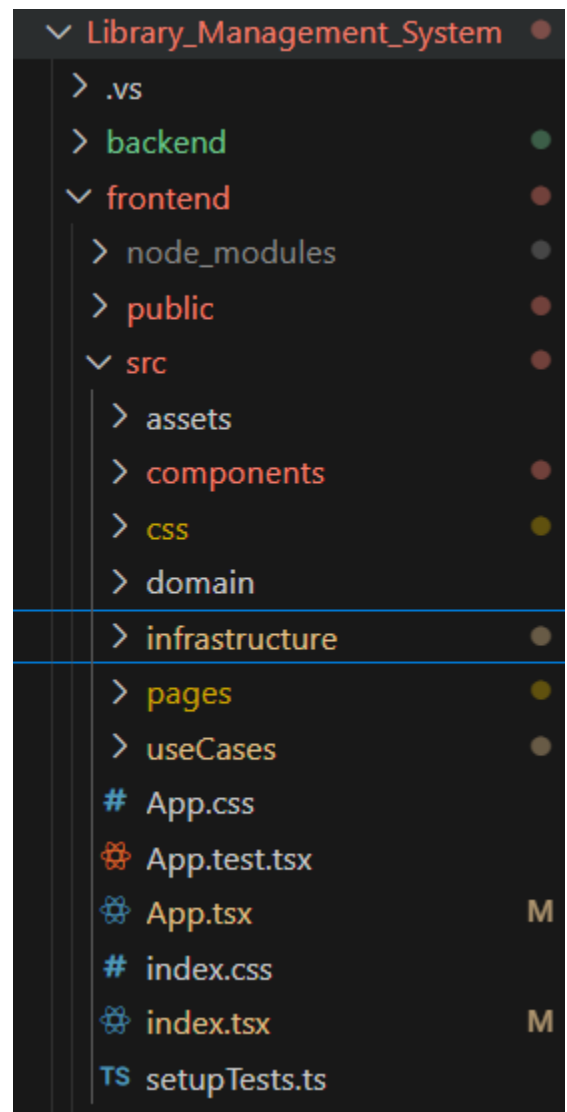 Library_Management_System
.vs
backend
frontend
node_modules
public
src
assets
components
css
domain
infrastructure
pages
useCases
# App.css
App.test.tsx
App.tsx M
# index.css
index.tsx M
TS setupTests.ts